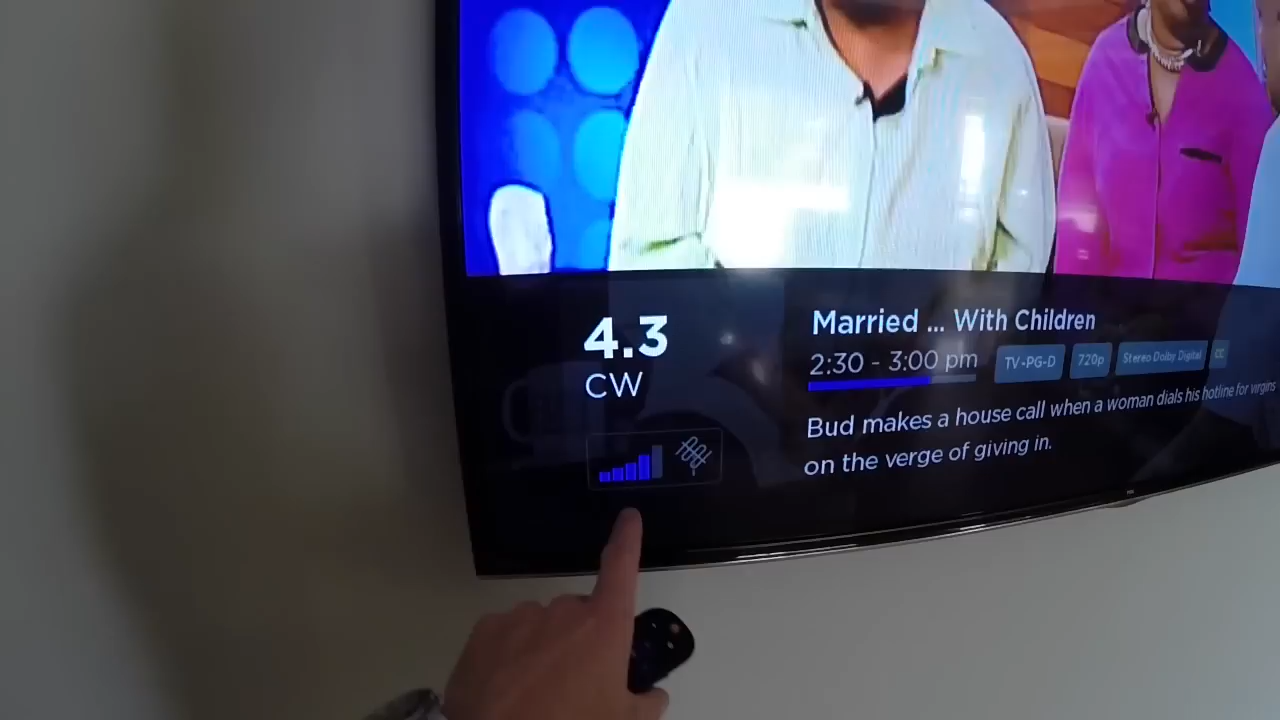 4.3
CW
Married ... With Children
2:30 - 3:00 pm TV-PG-D 720p Stereo Dolby Digital CC
Bud makes a house call when a woman dials his hotline for virgins
on the verge of giving in.